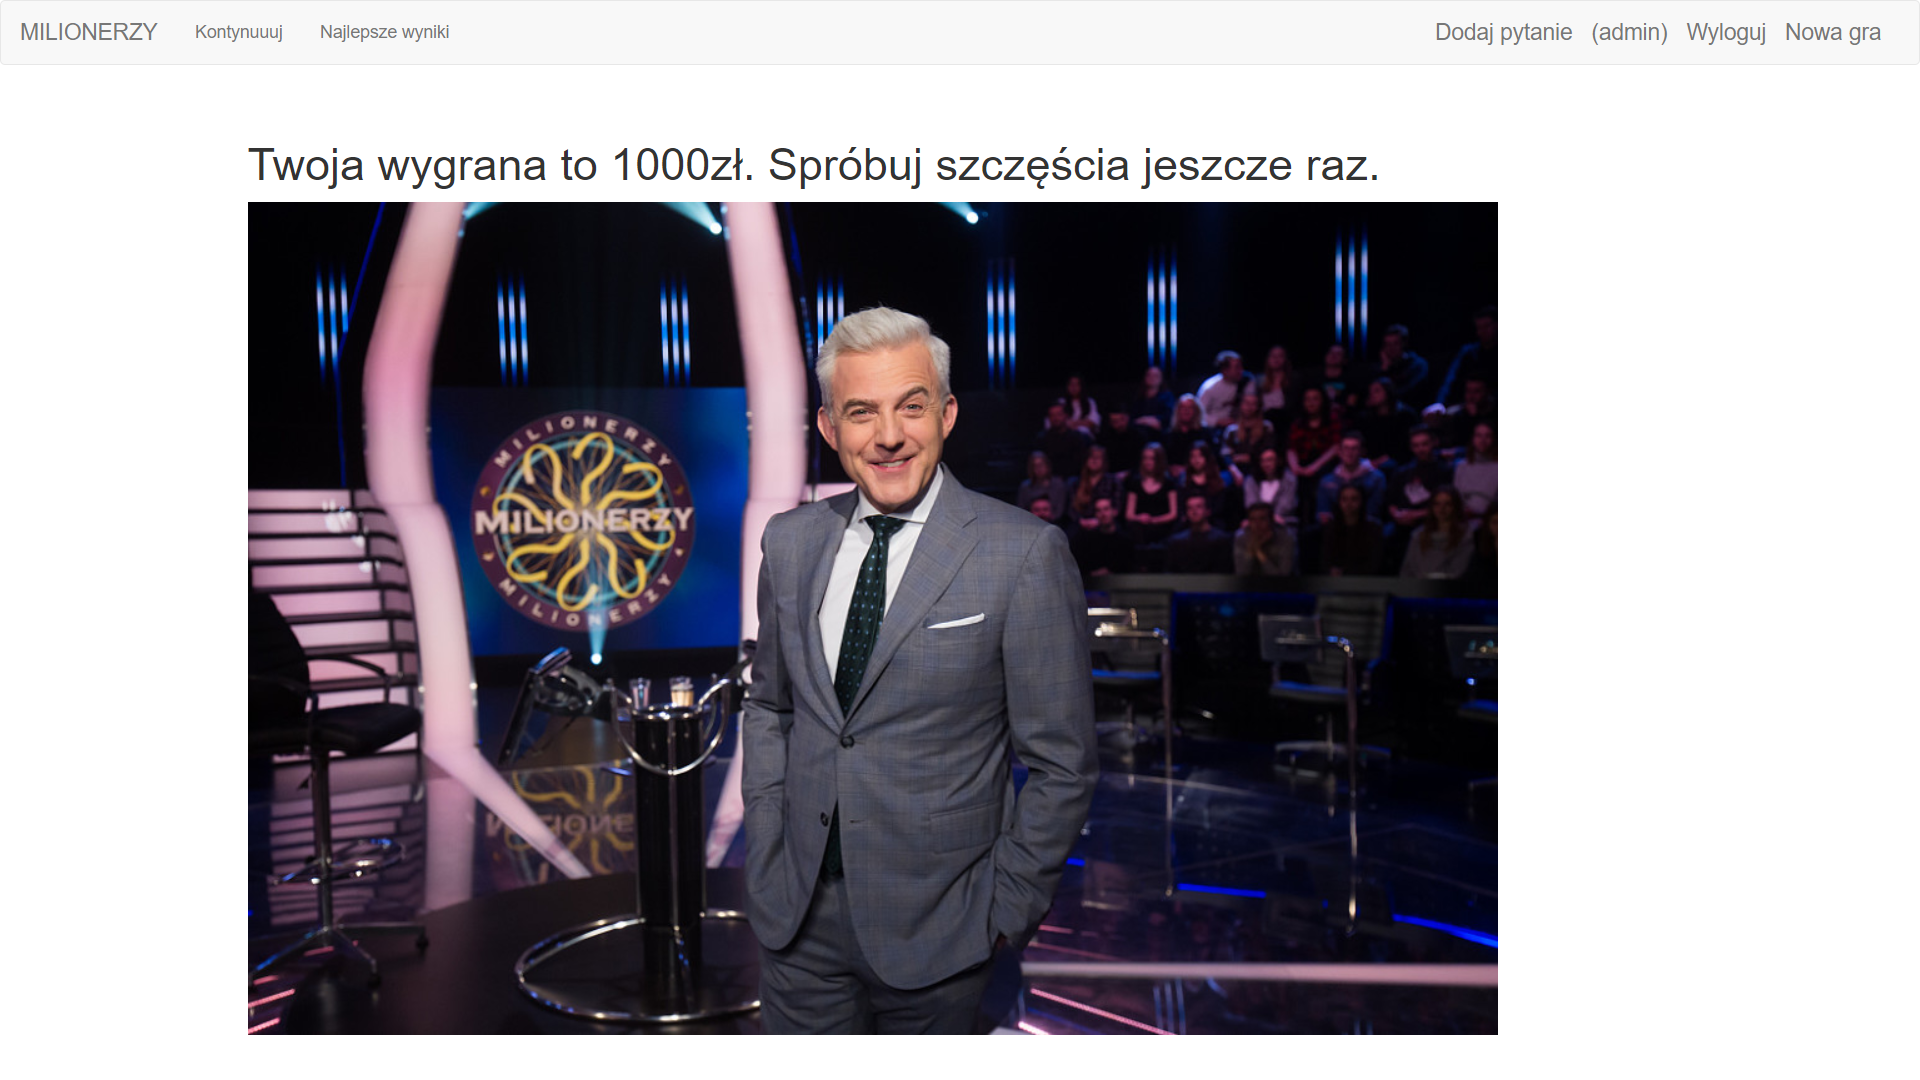 MILIONERZY Kontynuuuj Najlepsze wyniki Dodaj pytanie (admin) Wyloguj Nowa gra
Twoja wygrana to 1000zł. Spróbuj szczęścia jeszcze raz.
MILIONERZY
MILIONERZY
MILIONERZY